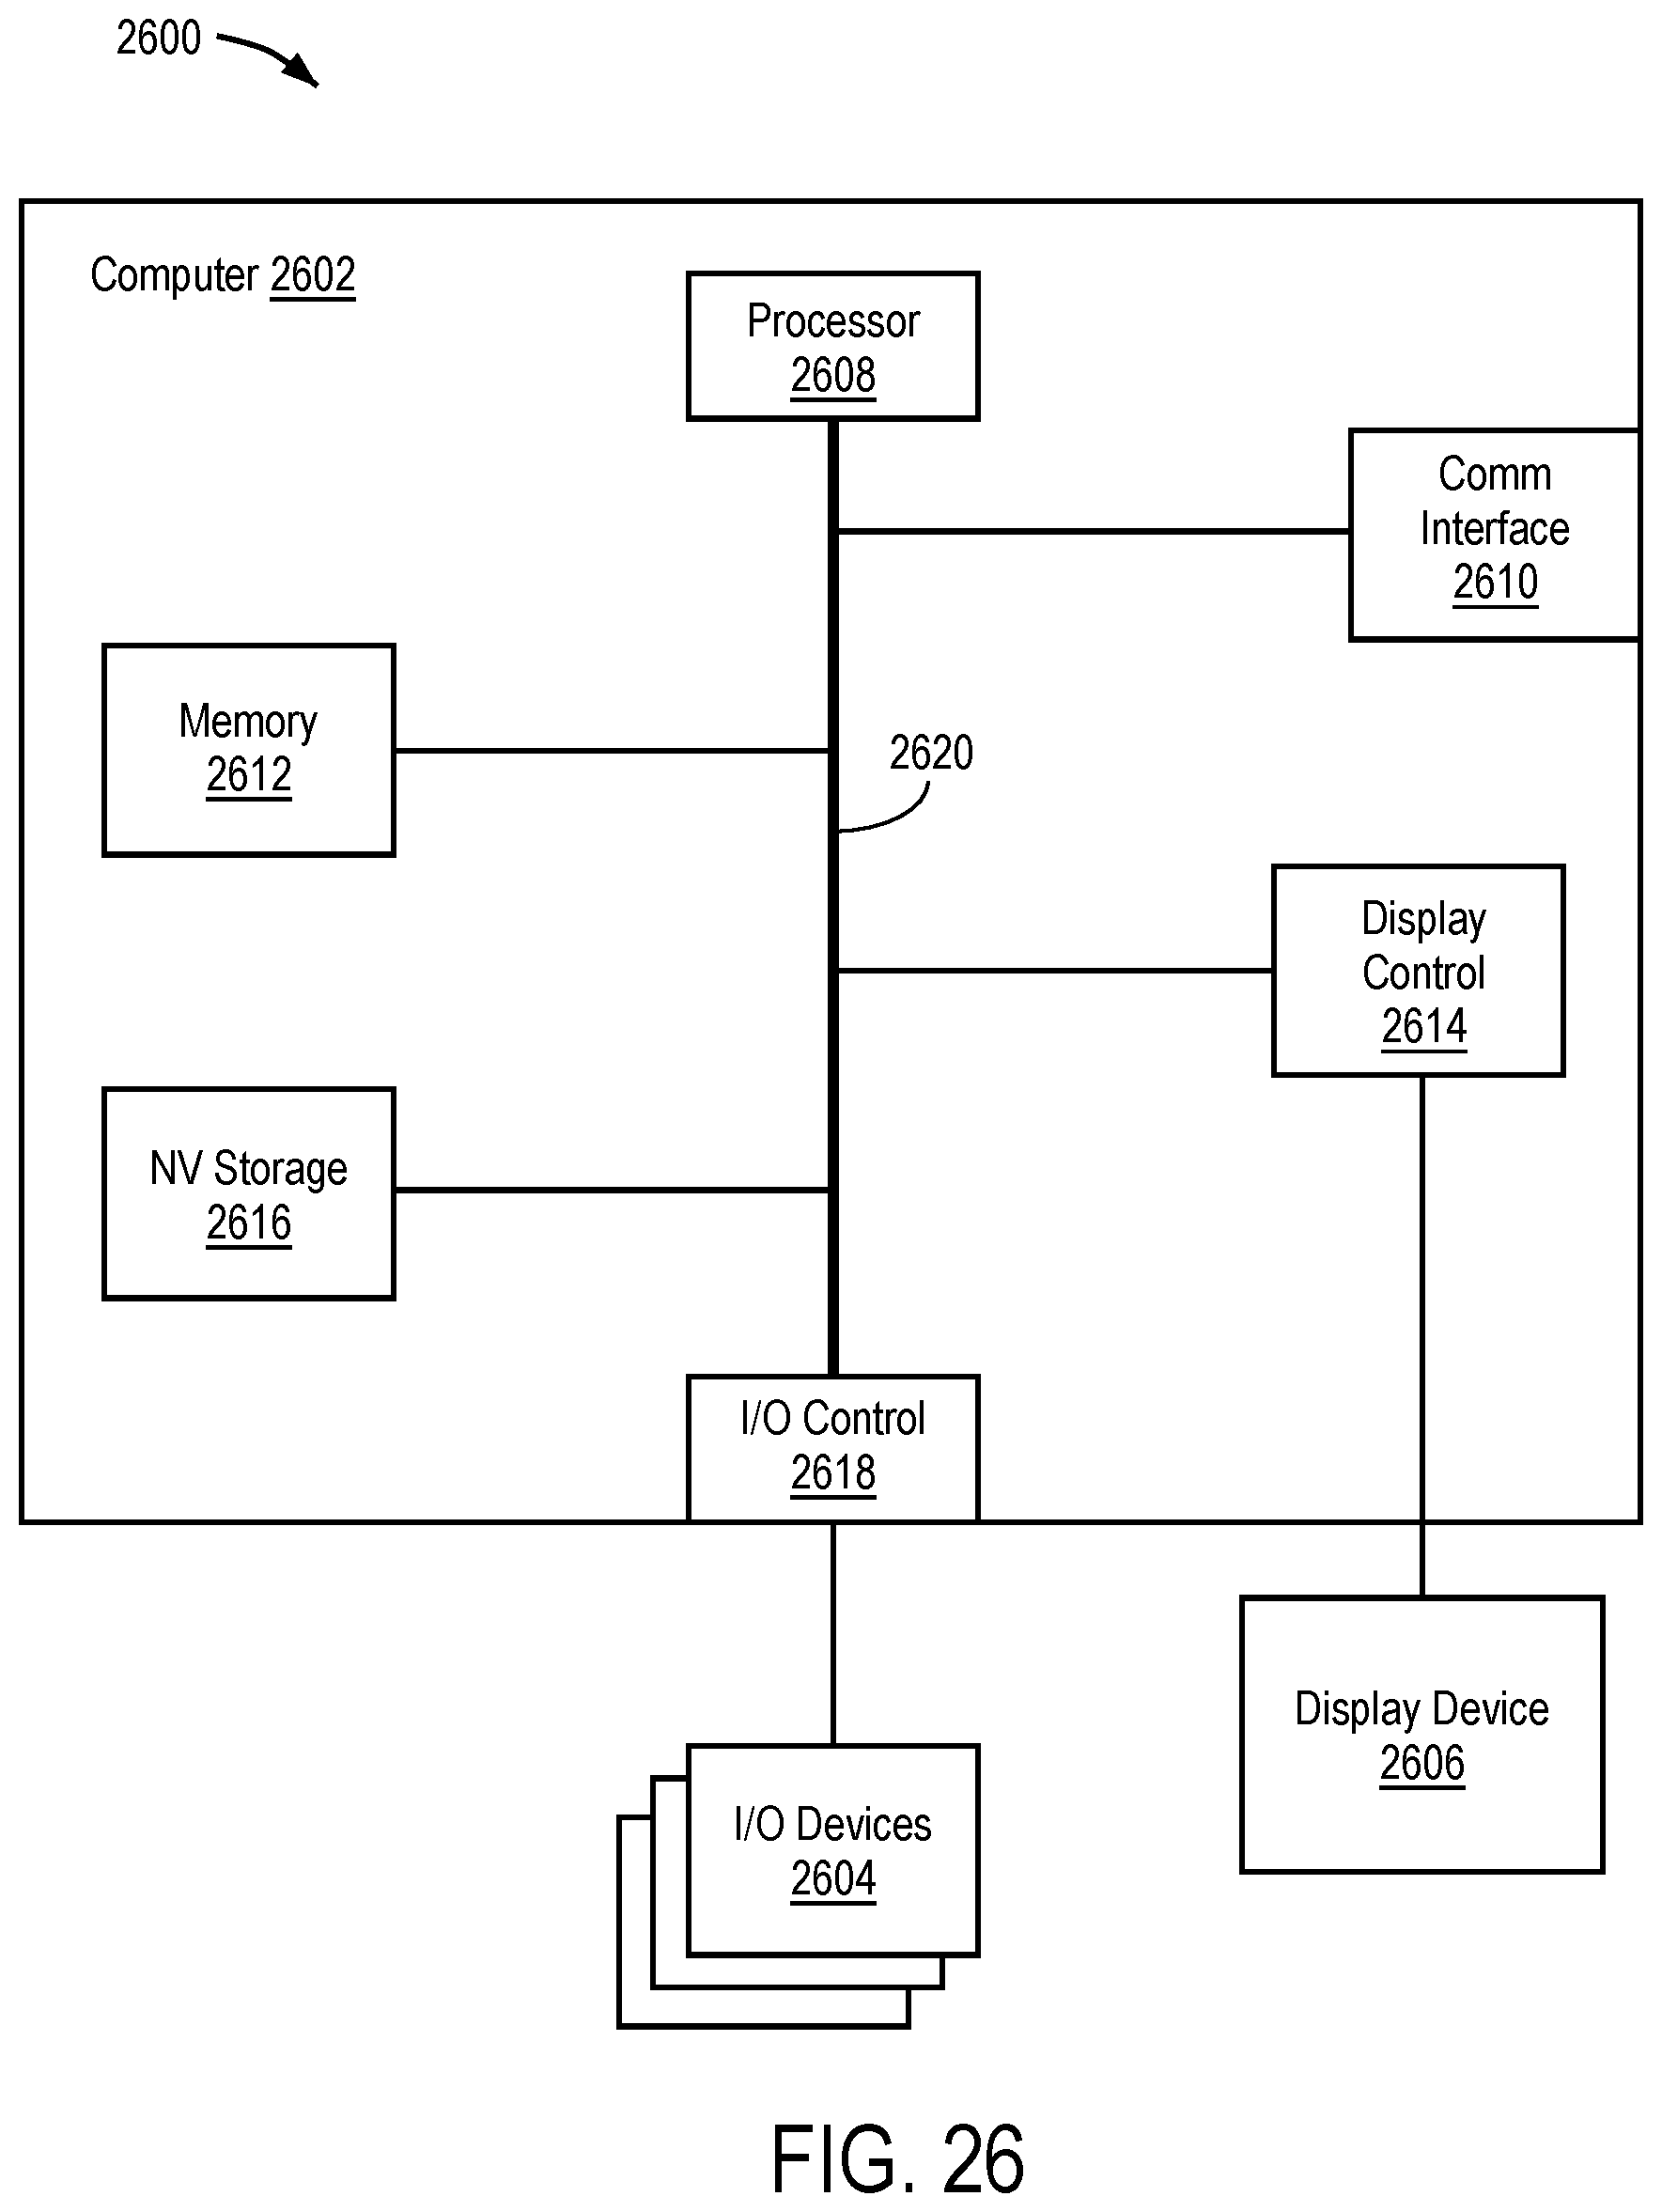 2600
Computer 2602
Processor
2608
Comm
Interface
2610
Memory
2612
2620
Display
Control
2614
NV Storage
2616
I/O Control
2618
Display Device
2606
I/O Devices
2604
FIG. 26